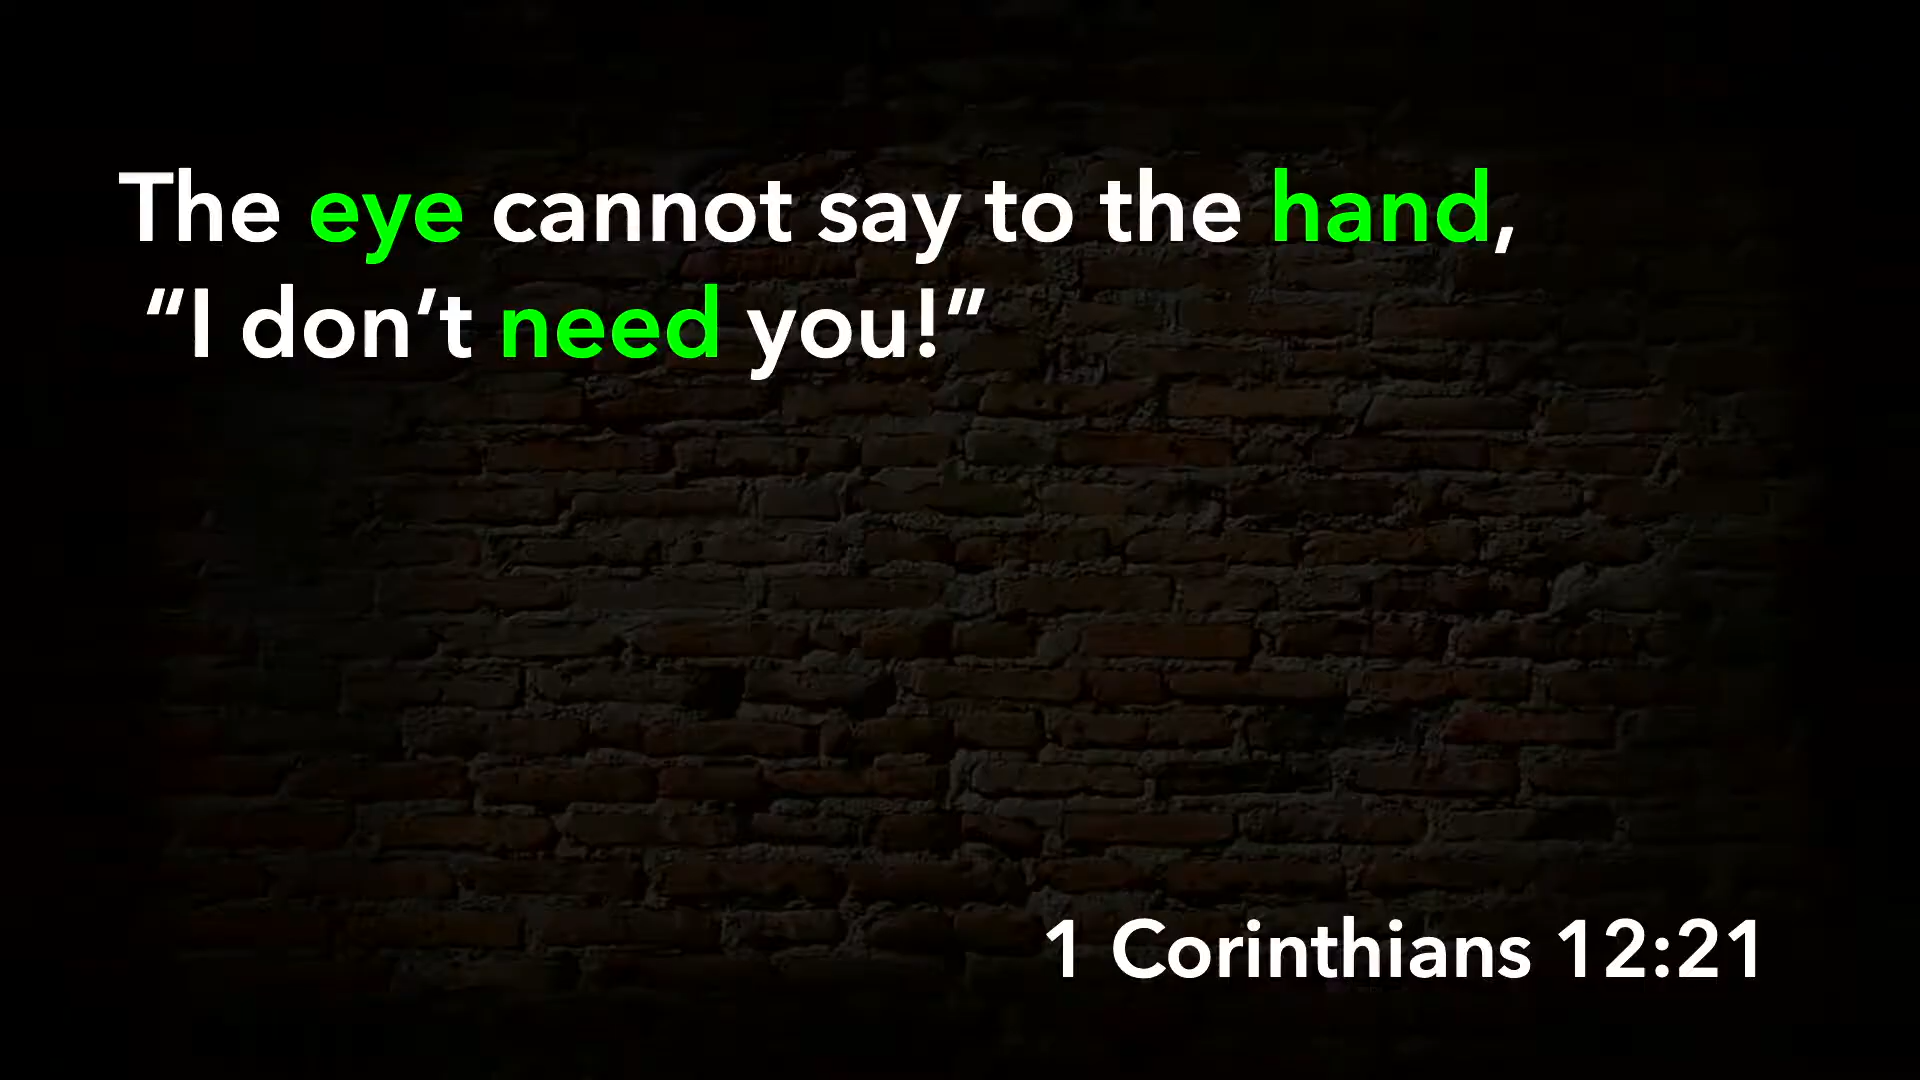 The eye cannot say to the hand,
“I don’t need you!”
1 Corinthians 12:21